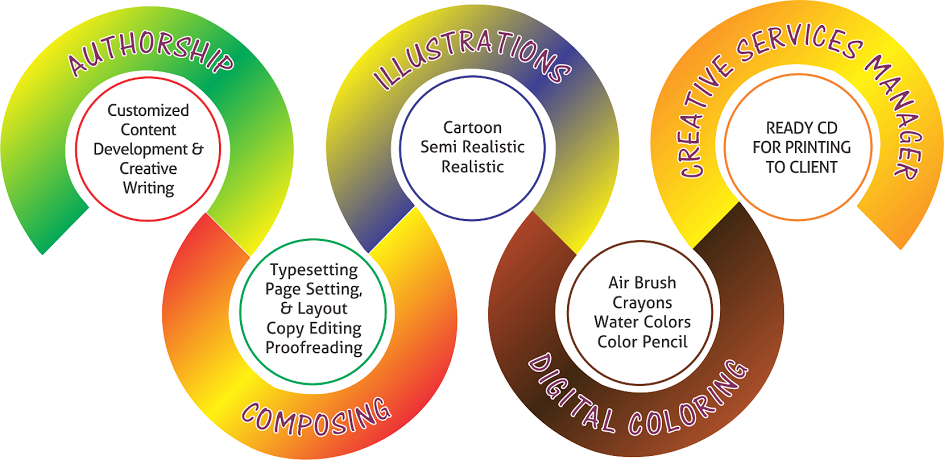 AUTHORSHIP
Customized
Content
Development &
Creative
Writing
COMPOSING
Typesetting
Page Setting,
& Layout
Copy Editing
Proofreading
ILLUSTRATIONS
Cartoon
Semi Realistic
Realistic
DIGITAL COLORING
Air Brush
Crayons
Water Colors
Color Pencil
CREATIVE SERVICES MANAGER
READY CD
FOR PRINTING
TO CLIENT